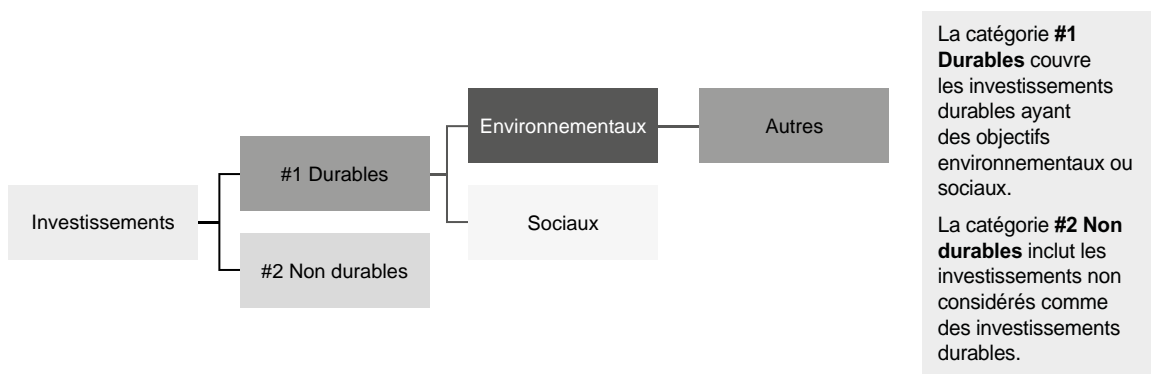 Investissements
#1 Durables
#2 Non durables
Environnementaux
Sociaux
Autres
La catégorie #1
Durables couvre
les investissements
durables ayant
des objectifs
environnementaux ou
sociaux.
La catégorie #2 Non
durables inclut les
investissements non
considérés comme
des investissements
durables.